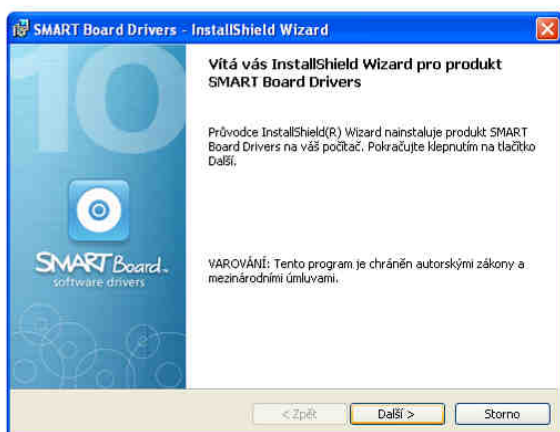 SMART Board Drivers - InstallShield Wizard
10
SMART Board™
software drivers
Vítá vás InstallShield Wizard pro produkt
SMART Board Drivers
Průvodce InstallShield(R) Wizard nainstaluje produkt SMART
Board Drivers na váš počítač. Pokračujte klepnutím na tlačítko
Další.
VAROVÁNÍ: Tento program je chráněn autorskými zákony a
mezinárodními úmluvami.
< Zpět
Další >
Storno